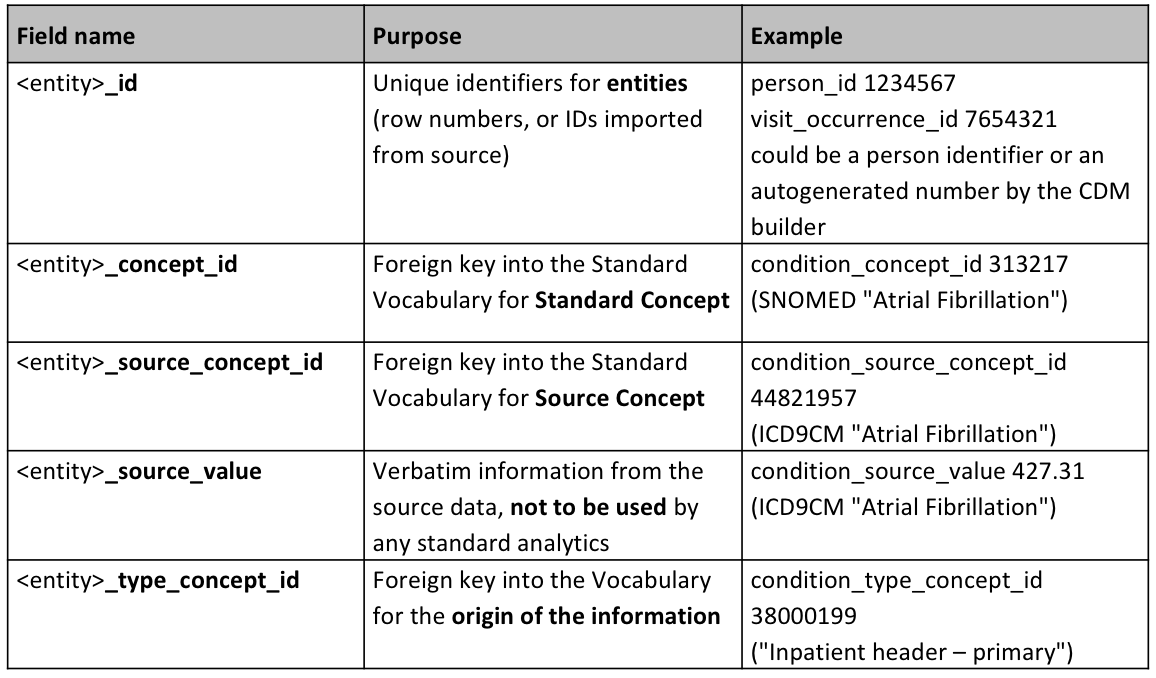 Field name
Purpose
Example
<entity>_id
Unique identifiers for entities
(row numbers, or IDs imported
from source)
person_id 1234567
visit_occurrence_id 7654321
could be a person identifier or an
autogenerated number by the CDM
builder
<entity>_concept_id
Foreign key into the Standard
Vocabulary for Standard Concept
condition_concept_id 313217
(SNOMED "Atrial Fibrillation")
<entity>_source_concept_id
Foreign key into the Standard
Vocabulary for Source Concept
condition_source_concept_id
44821957
(ICD9CM "Atrial Fibrillation")
<entity>_source_value
Verbatim information from the
source data, not to be used by
any standard analytics
condition_source_value 427.31
(ICD9CM "Atrial Fibrillation")
<entity>_type_concept_id
Foreign key into the Vocabulary
for the origin of the information
condition_type_concept_id
38000199
("Inpatient header – primary")